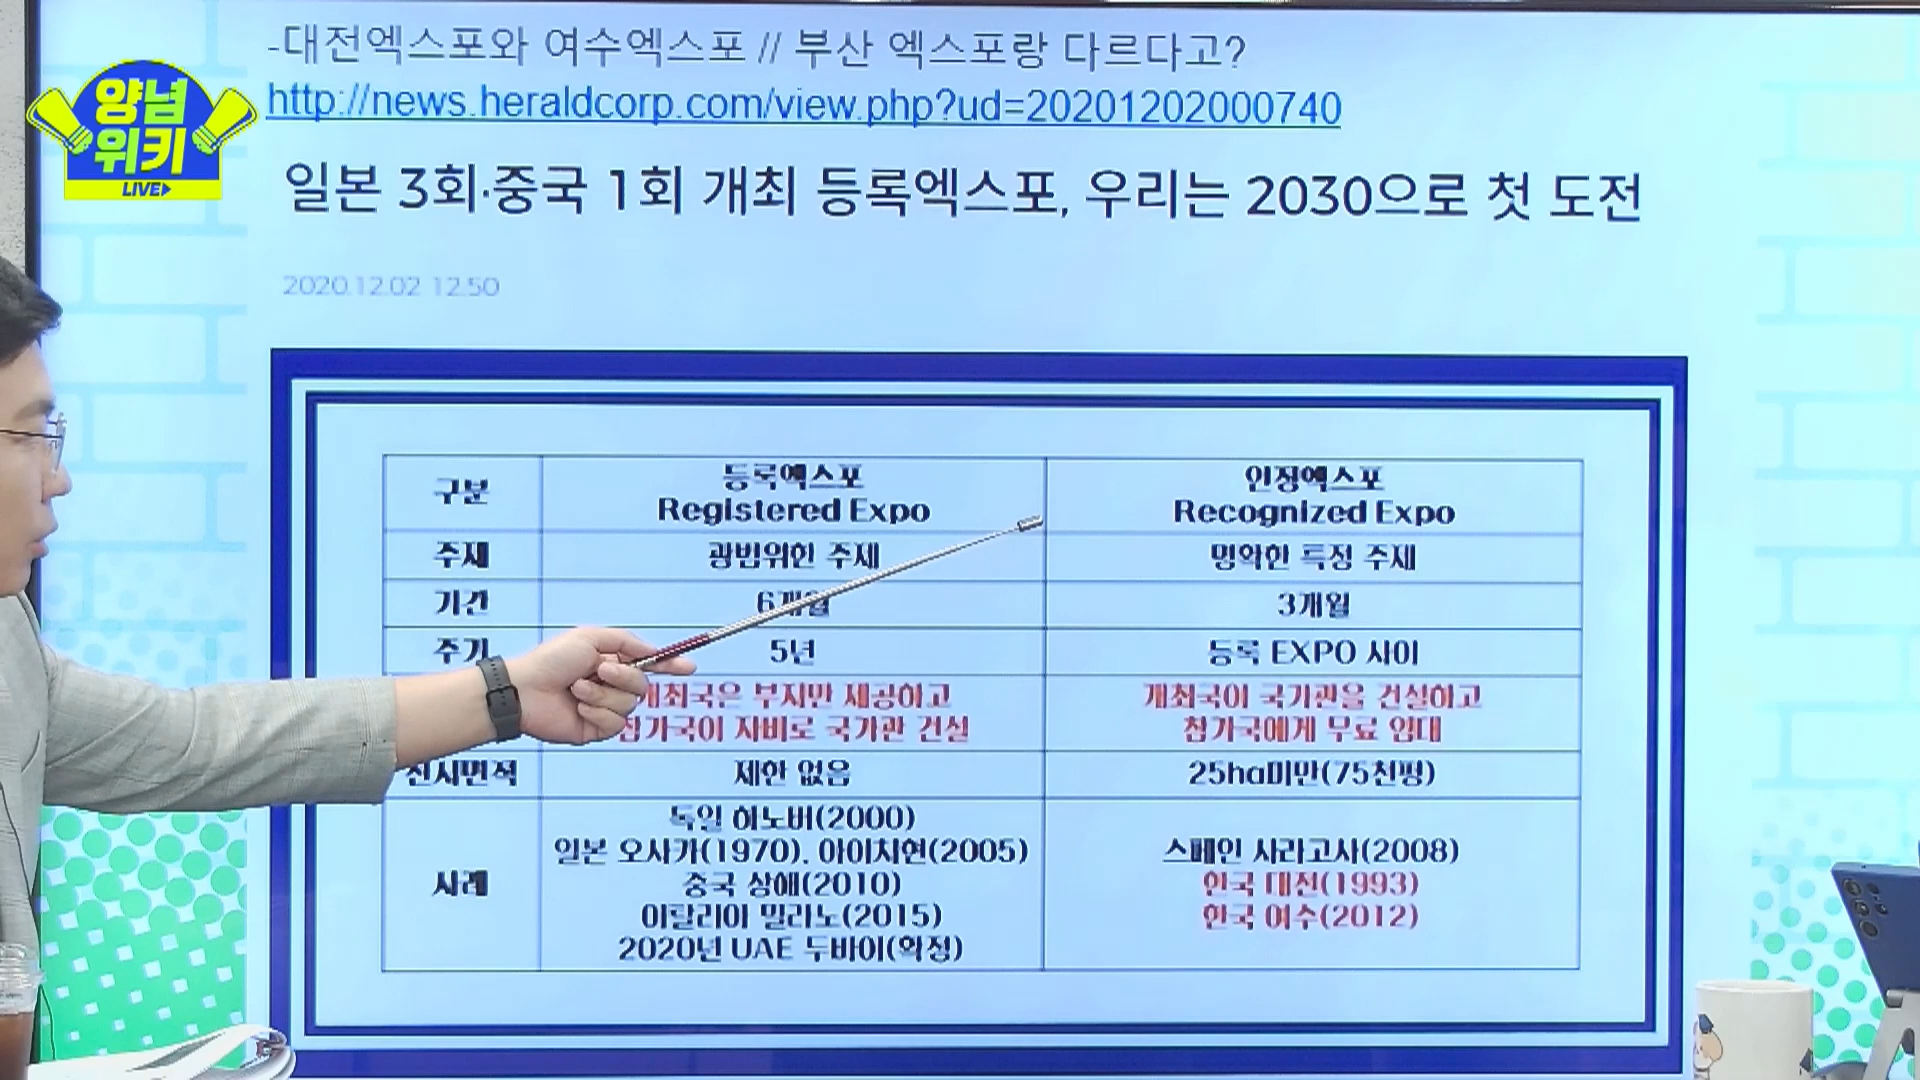 -대전엑스포와 여수엑스포 // 부산 엑스포랑 다르다고?
http://news.heraldcorp.com/view.php?ud=20201202000740
양념
위키
LIVE
일본 3회·중국 1회 개최 등록엑스포, 우리는 2030으로 첫 도전
2020.12.02 12:50
구분
등록엑스포
Registered Expo
인정엑스포
Recognized Expo
주제
광범위한 주제
명확한 특정 주제
기간
6개월
3개월
주기
5년
등록 EXPO 사이
개최국은 부지만 제공하고
참가국이 자비로 국가관 건설
개최국이 국가관을 건설하고
참가국에게 무료 임대
전시면적
제한 없음
25ha미만(75천평)
사례
독일 하노버(2000)
일본 오사카(1970), 아이치현(2005)
중국 상해(2010)
이탈리아 밀라노(2015)
2020년 UAE 두바이(확정)
스페인 사라고사(2008)
한국 대전(1993)
한국 여수(2012)